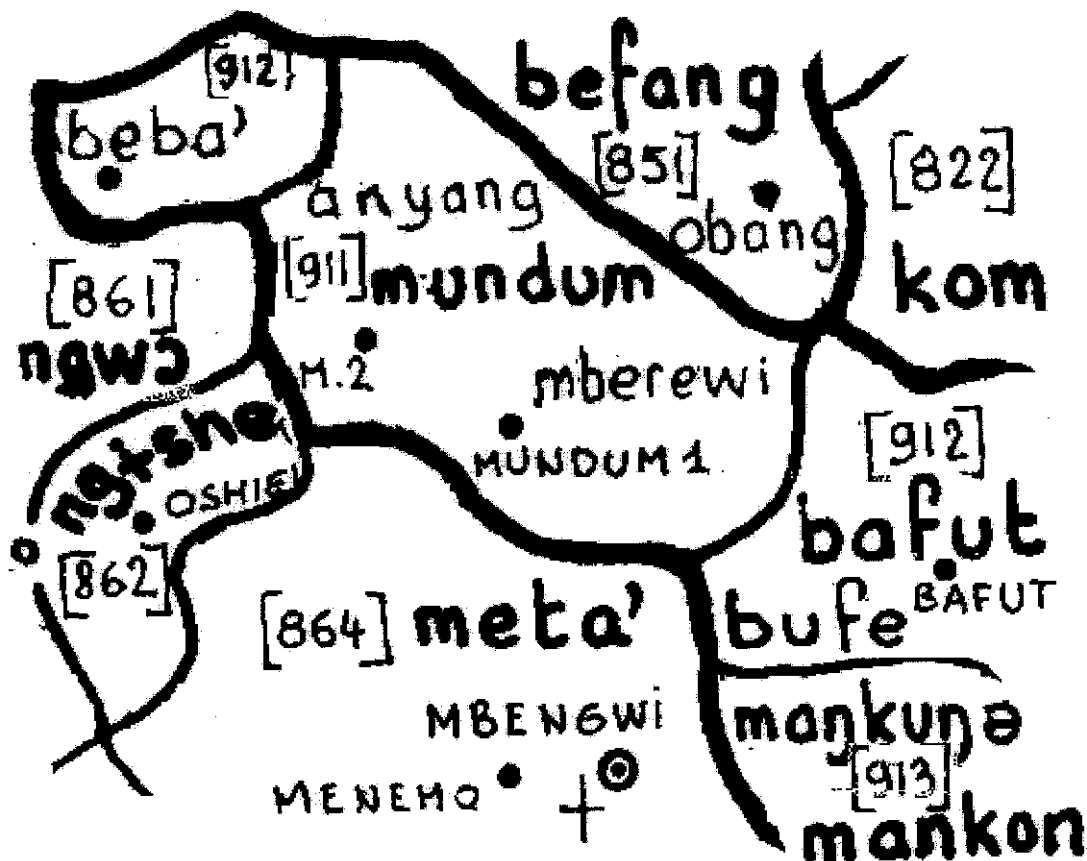 [912]
befang
beba'
[851]
[822]
anyang
obang
[911] mundum
kom
[861]
ngwɔ
M.2
mberewi
ngɨshe
[912]
MUNDUM 1
OSHIE
bafut
[862]
BAFUT
[864] meta'
bufe
MBENGWi
maŋkuŋə
[913]
MENEMO
mankon